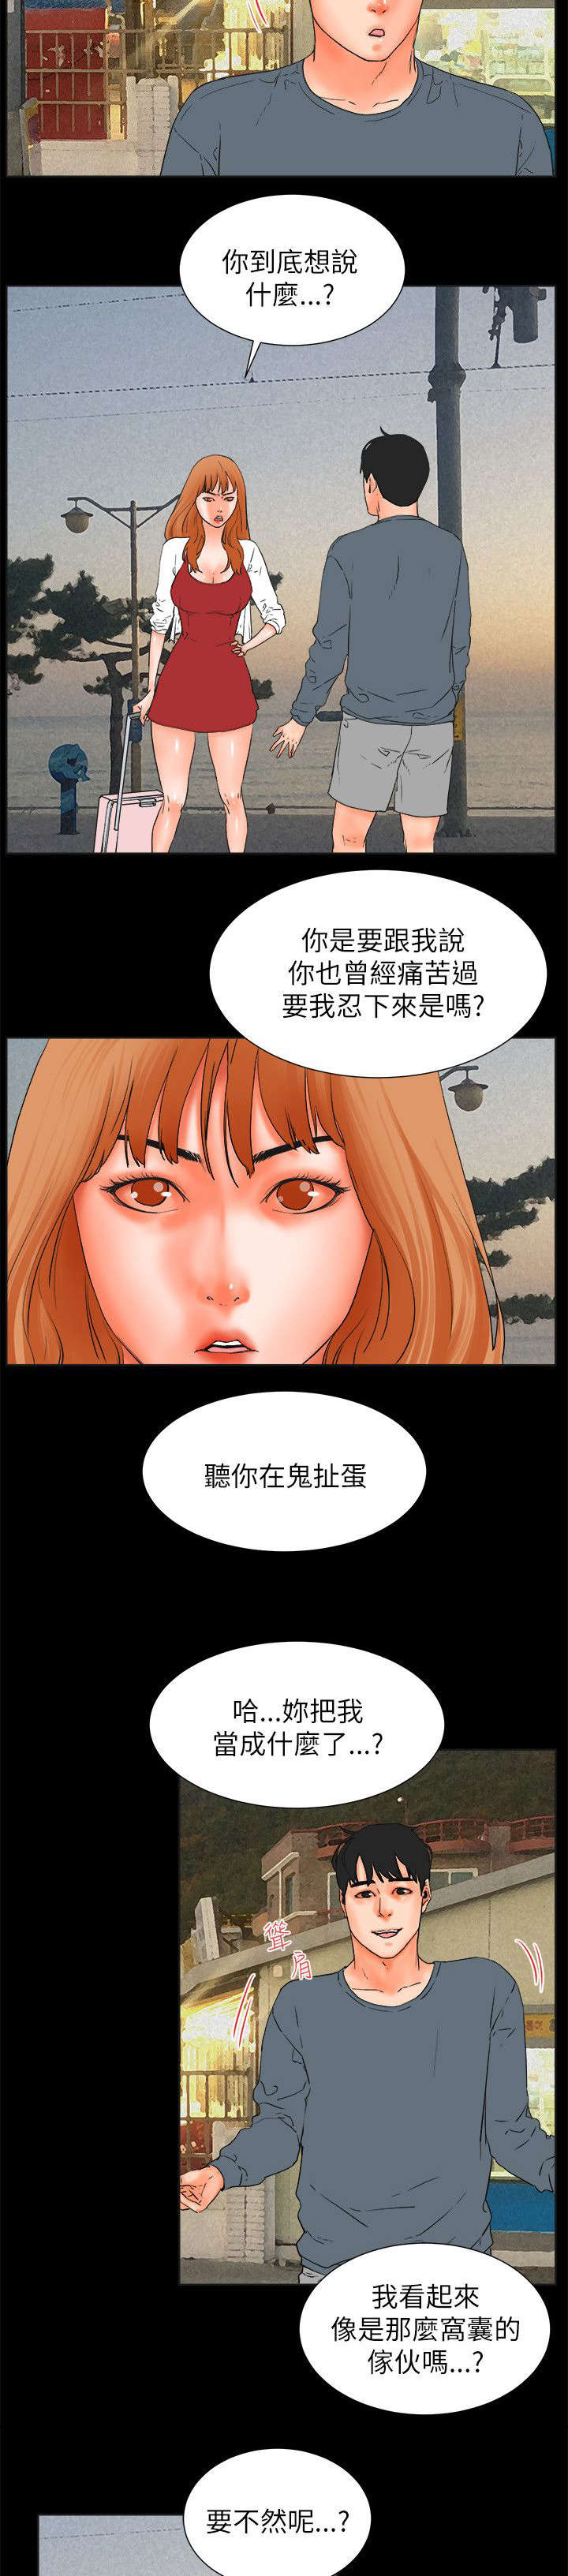 你到底想說
什麼...?
你是要跟我說
你也曾經痛苦過
要我忍下來是嗎?
聽你在鬼扯蛋
哈...妳把我
當成什麼了...?
聳
肩
我看起來
像是那麼窩囊的
傢伙嗎...?
要不然呢...?